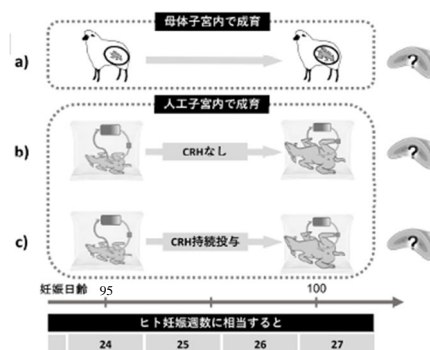 母体子宮内で成育
a)
?
人工子宮内で成育
b)
CRHなし
?
c)
CRH持続投与
?
妊娠日齢 95 100
ヒト妊娠週数に相当すると
24 25 26 27